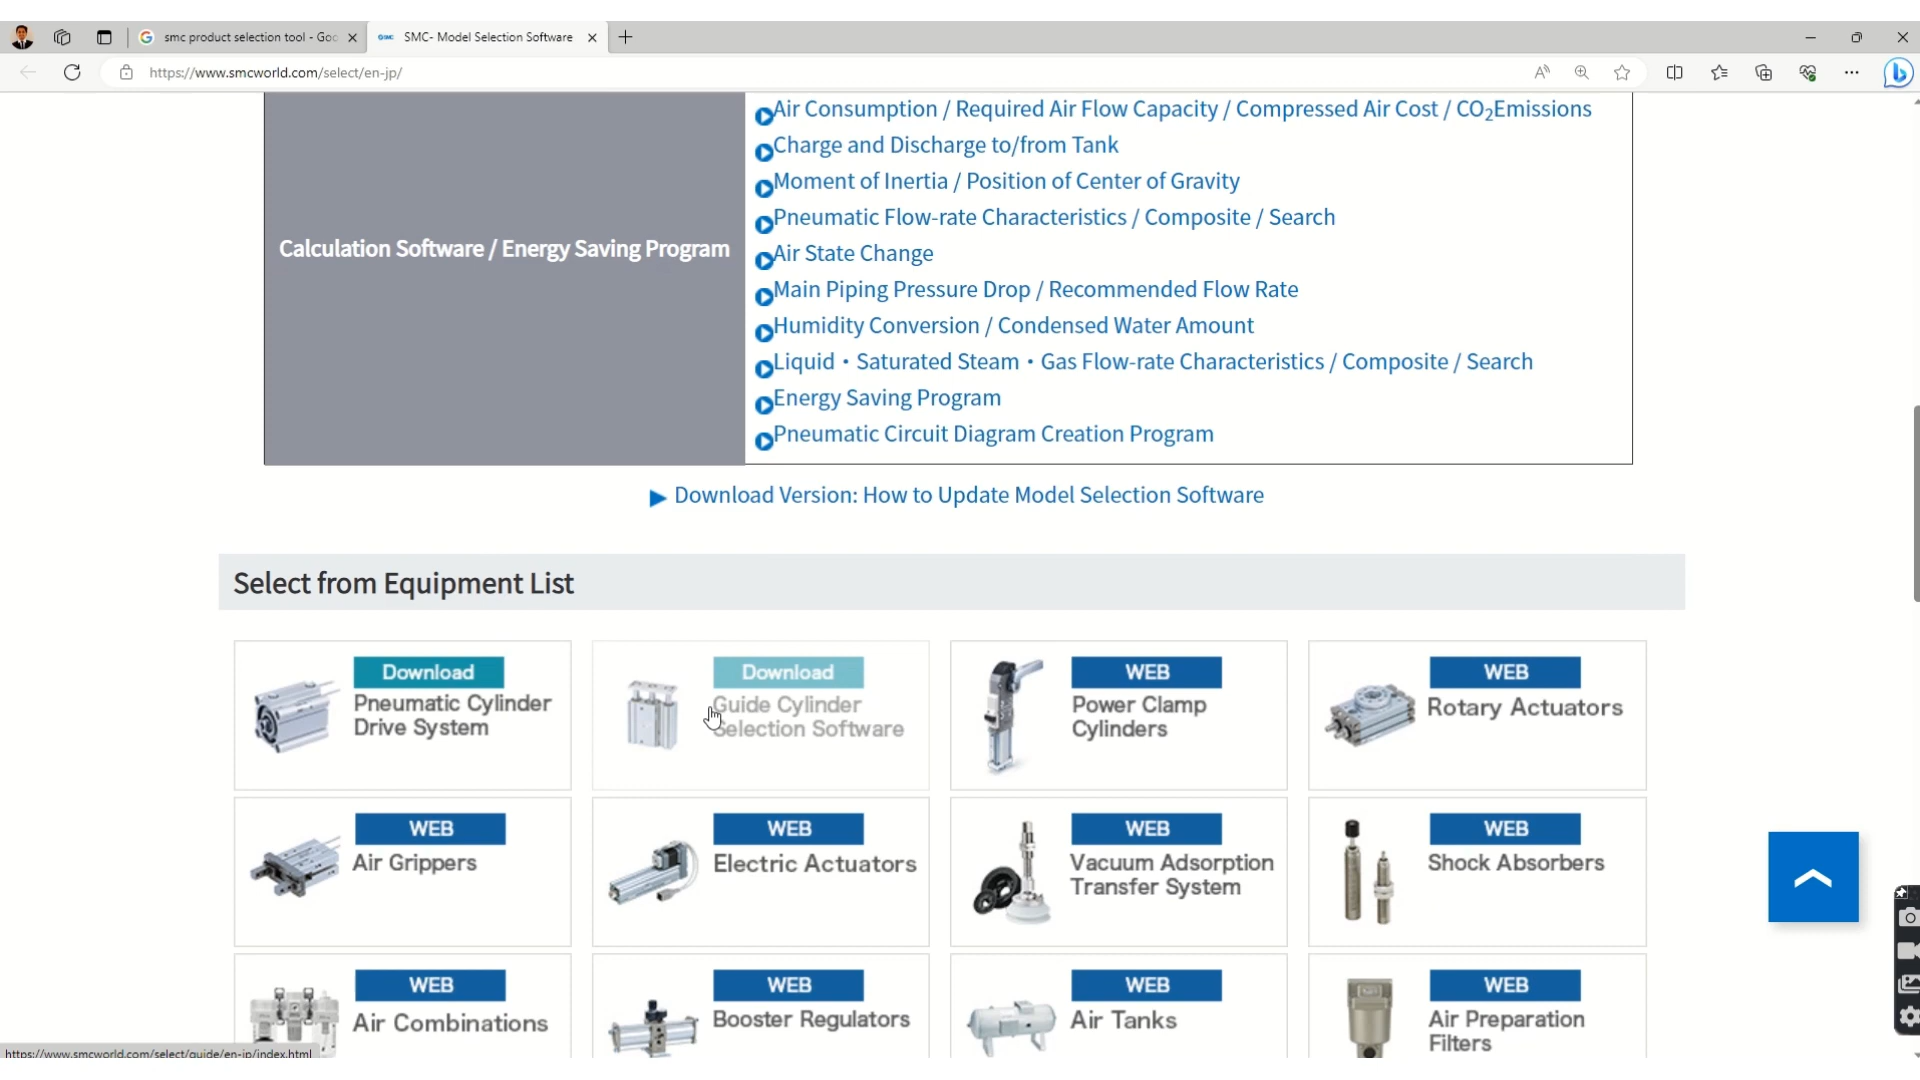 smc product selection tool - Goo
SMC- Model Selection Software
https://www.smcworld.com/select/en-jp/
Calculation Software / Energy Saving Program
Air Consumption / Required Air Flow Capacity / Compressed Air Cost / CO₂Emissions
Charge and Discharge to/from Tank
Moment of Inertia / Position of Center of Gravity
Pneumatic Flow-rate Characteristics / Composite / Search
Air State Change
Main Piping Pressure Drop / Recommended Flow Rate
Humidity Conversion / Condensed Water Amount
Liquid・Saturated Steam・Gas Flow-rate Characteristics / Composite / Search
Energy Saving Program
Pneumatic Circuit Diagram Creation Program
Download Version: How to Update Model Selection Software
Select from Equipment List
Download
Pneumatic Cylinder
Drive System
Download
Guide Cylinder
Selection Software
WEB
Power Clamp
Cylinders
WEB
Rotary Actuators
WEB
Air Grippers
WEB
Electric Actuators
WEB
Vacuum Adsorption
Transfer System
WEB
Shock Absorbers
WEB
Air Combinations
WEB
Booster Regulators
WEB
Air Tanks
WEB
Air Preparation
Filters
https://www.smcworld.com/select/guide/en-jp/index.html